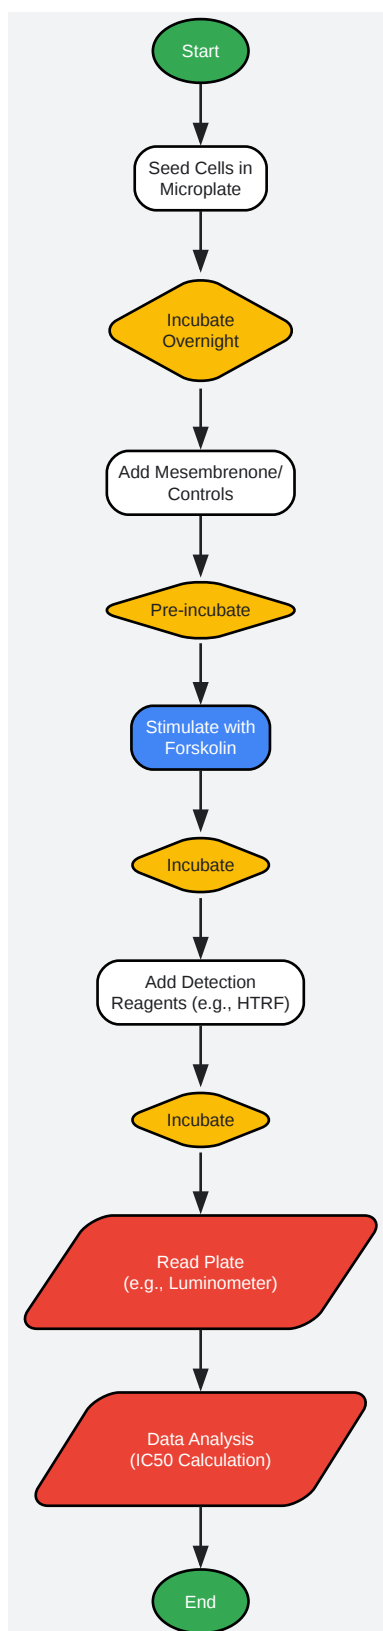 Start
Seed Cells in
Microplate
Incubate
Overnight
Add Mesembrenone/
Controls
Pre-incubate
Stimulate with
Forskolin
Incubate
Add Detection
Reagents (e.g., HTRF)
Incubate
Read Plate
(e.g., Luminometer)
Data Analysis
(IC50 Calculation)
End